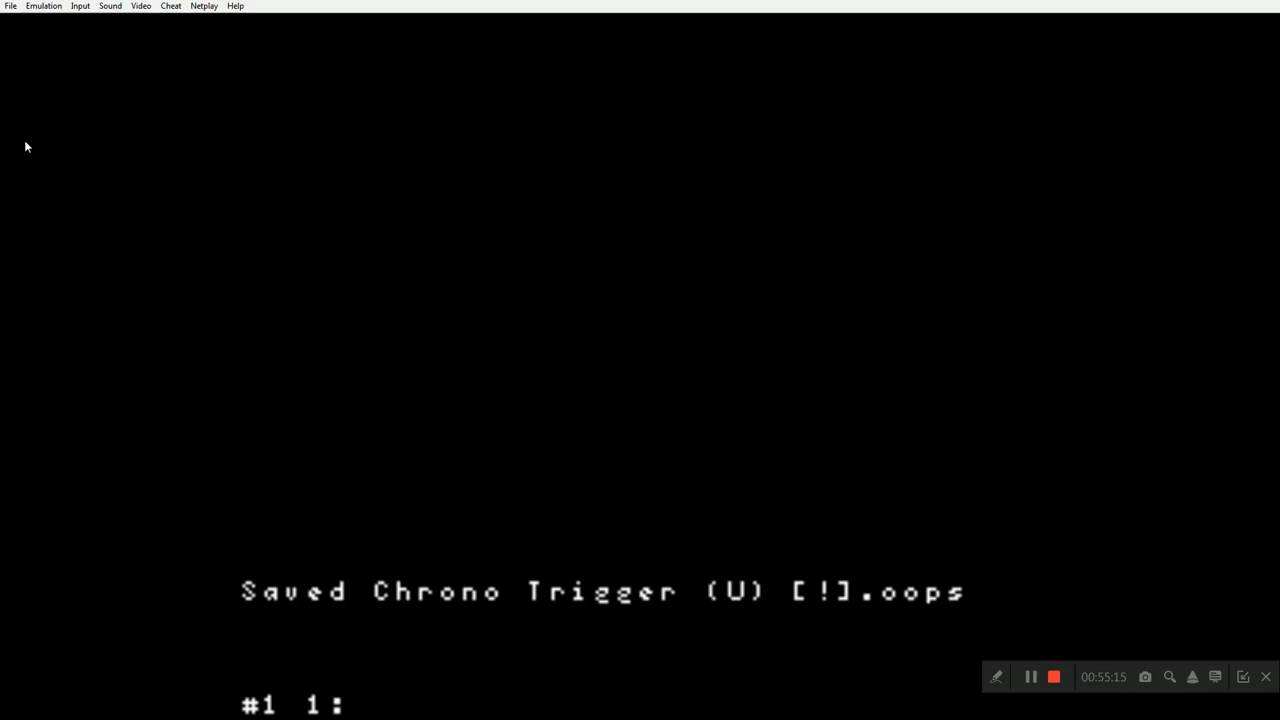 File Emulation Input Sound Video Cheat Netplay Help
Saved Chrono Trigger (U) [!].oops
00:55:15
#1 1: